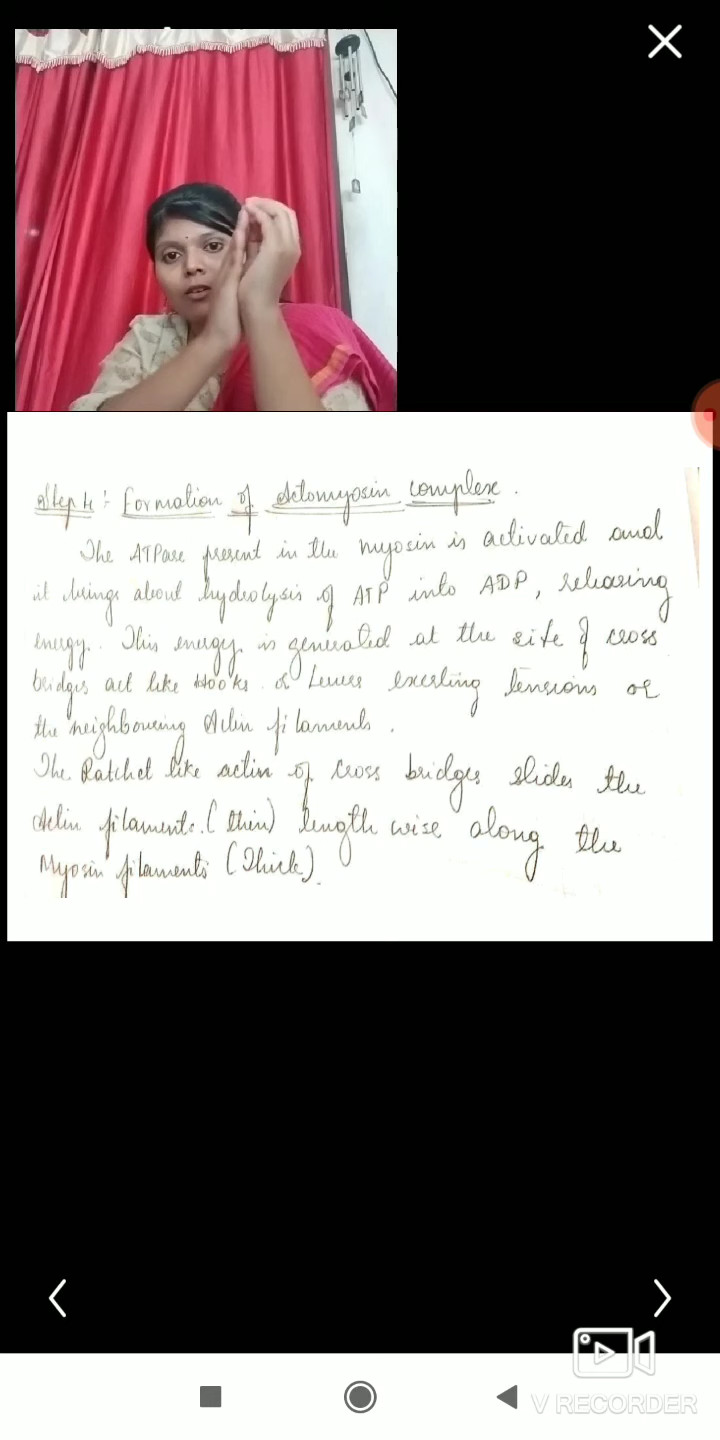 Step 4: Formation of Actomyosin complex.
The ATPase present in the myosin is activated and
it brings about hydrolysis of ATP into ADP, releasing
energy. This energy is generated at the site of cross
bridges act like Hooks & Levers exerting tensions or
the neighbouring Actin filaments.
The Ratchet like actin of cross bridges slides the
Actin filaments. (thin) length wise along the
Myosin filaments (Thick).
V RECORDER